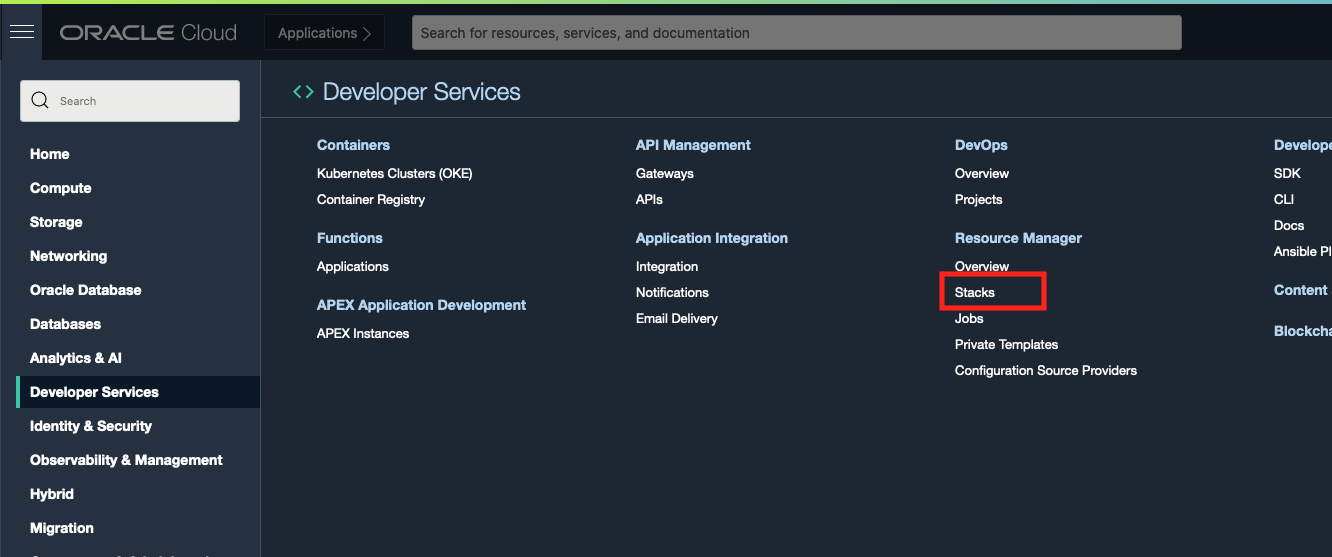 ORACLE Cloud
Applications
Search for resources, services, and documentation
Search
Home
Compute
Storage
Networking
Oracle Database
Databases
Analytics & AI
Developer Services
Identity & Security
Observability & Management
Hybrid
Migration
Developer Services
Containers
Kubernetes Clusters (OKE)
Container Registry
Functions
Applications
APEX Application Development
APEX Instances
API Management
Gateways
APIs
Application Integration
Integration
Notifications
Email Delivery
DevOps
Overview
Projects
Resource Manager
Overview
Stacks
Jobs
Private Templates
Configuration Source Providers
Develope
SDK
CLI
Docs
Ansible Pl
Content
Blockcha